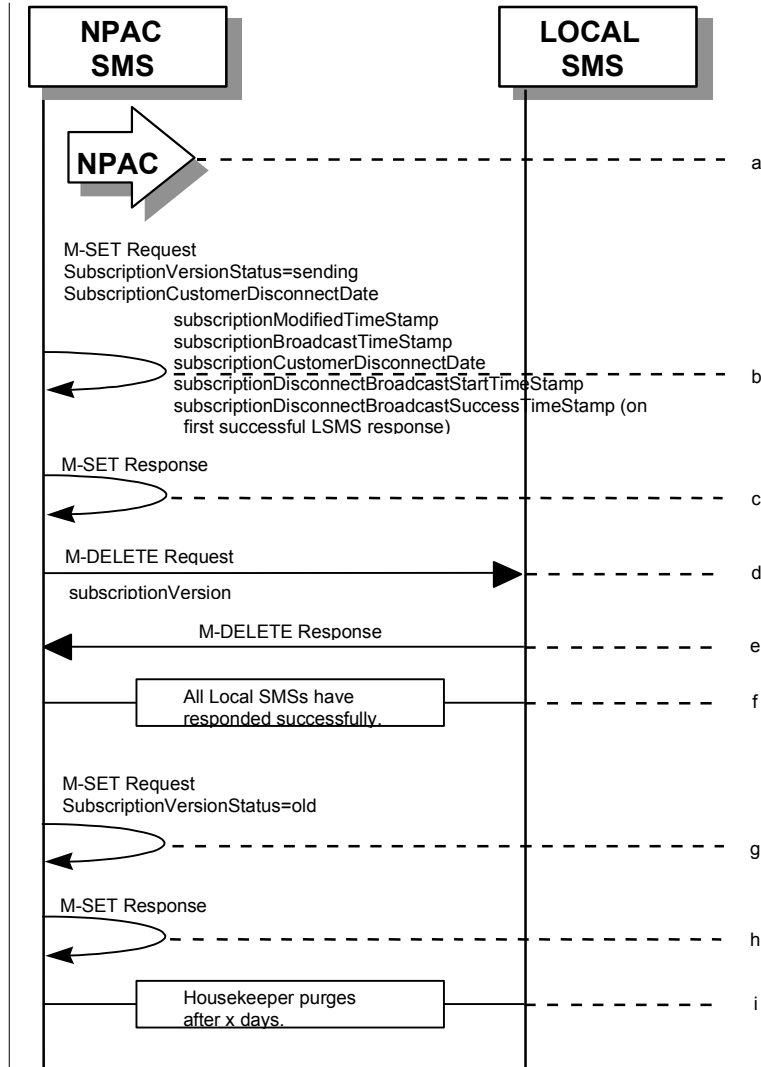 NPAC
SMS
LOCAL
SMS
NPAC
a
M-SET Request
SubscriptionVersionStatus=sending
SubscriptionCustomerDisconnectDate
subscriptionModifiedTimeStamp
subscriptionBroadcastTimeStamp
subscriptionCustomerDisconnectDate
subscriptionDisconnectBroadcastStartTimeStamp
subscriptionDisconnectBroadcastSuccessTimeStamp (on
first successful LSMS response)
b
M-SET Response
c
M-DELETE Request
d
subscriptionVersion
M-DELETE Response
e
All Local SMSs have
responded successfully.
f
M-SET Request
SubscriptionVersionStatus=old
g
M-SET Response
h
Housekeeper purges
after x days.
i